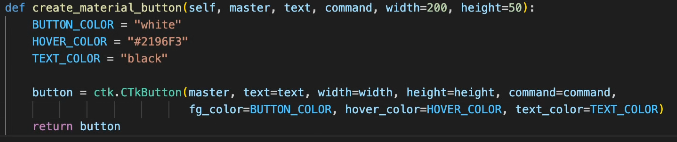 def create_material_button(self, master, text, command, width=200, height=50):
    BUTTON_COLOR = "white"
    HOVER_COLOR = "#2196F3"
    TEXT_COLOR = "black"

    button = ctk.CTkButton(master, text=text, width=width, height=height, command=command,
                           fg_color=BUTTON_COLOR, hover_color=HOVER_COLOR, text_color=TEXT_COLOR)
    return button